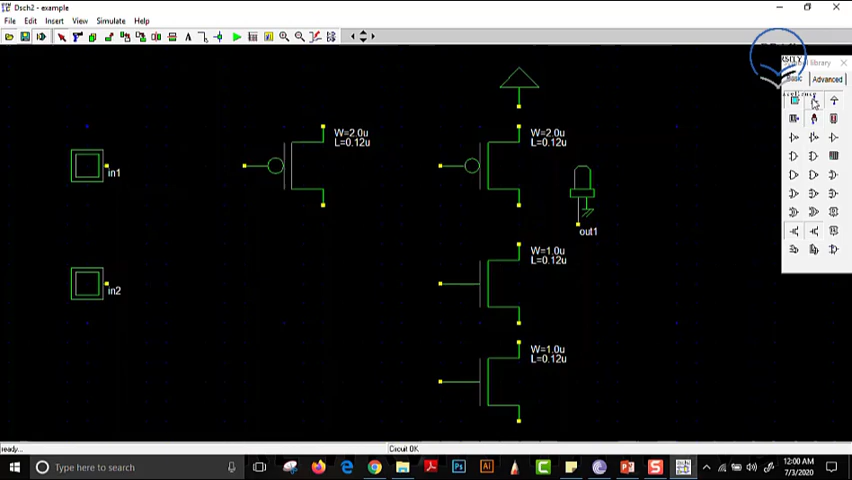 Dsch2 - example
File Edit Insert View Simulate Help
library
Advanced
W=2.0u
L=0.12u
W=2.0u
L=0.12u
in1
out1
W=1.0u
L=0.12u
in2
W=1.0u
L=0.12u
ready...
Circuit OK
Type here to search
12:00 AM
7/3/2020